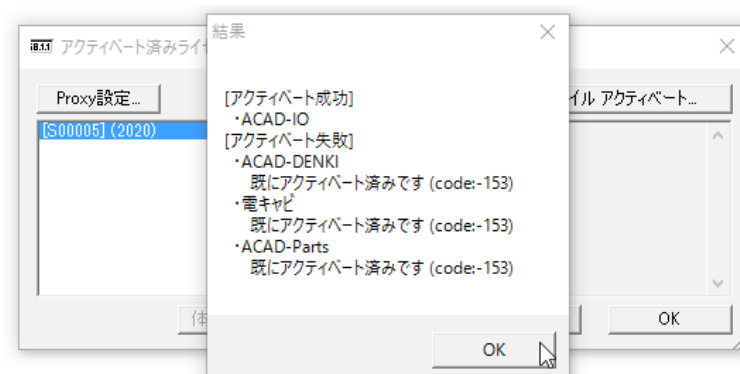 結果
アクティベート済みライ
Proxy設定...
イル アクティベート...
[S00005] (2020)
[アクティベート成功]
・ACAD-IO
[アクティベート失敗]
・ACAD-DENKI
既にアクティベート済みです (code:-153)
・電キャビ
既にアクティベート済みです (code:-153)
・ACAD-Parts
既にアクティベート済みです (code:-153)
体
OK
OK